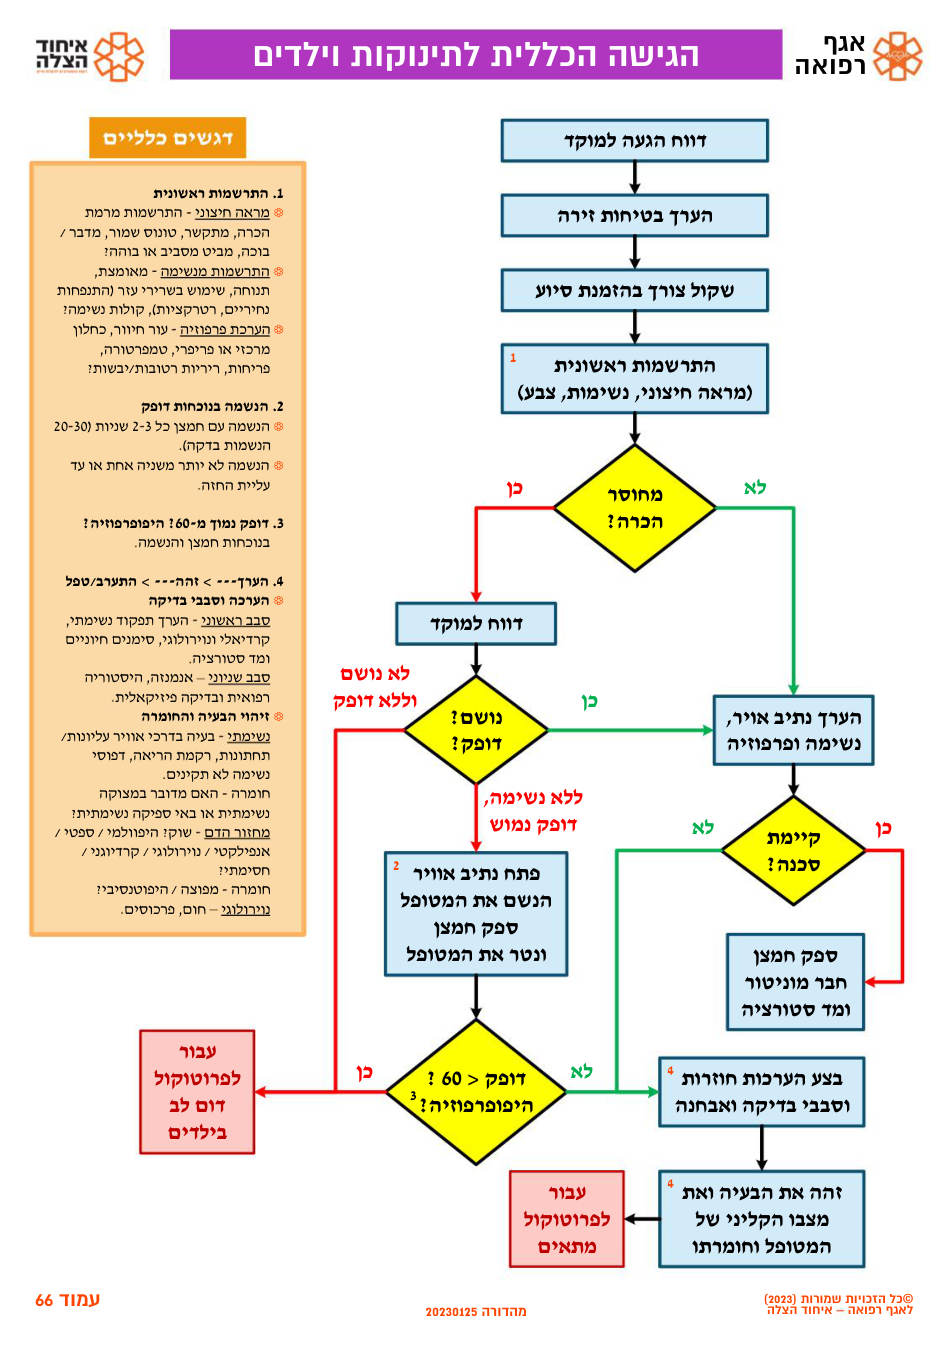 איחוד
הצלה
הגישה הכללית לתינוקות וילדים
אגף
רפואה
דגשים כלליים
1. התרשמות ראשונית
מראה חיצוני - התרשמות מרמת
הכרה, מתקשר, טונוס שמור, מדבר /
בוכה, מביט מסביב או בוהה?
התרשמות מנשימה - מאומצת,
תנוחה, שימוש בשרירי עזר (התנפחות
נחיריים, רטרקציות), קולות נשימה?
הערכת פרפוזיה - עור חיוור, כחלון
מרכזי או פריפרי, טמפרטורה,
פריחות, ריריות רטובות/יבשות?
2. הנשמה בנוכחות דופק
הנשמה עם חמצן כל 2-3 שניות (20-30
הנשמות בדקה).
הנשמה לא יותר משניה אחת או עד
עליית החזה.
3. דופק נמוך מ-60? היפופרפוזיה?
בנוכחות חמצן והנשמה.
4. הערך--- > זהה--- > התערב/טפל
הערכה וסבבי בדיקה
סבב ראשוני - הערך תפקוד נשימתי,
קרדיאלי ונוירולוגי, סימנים חיוניים
ומד סטורציה.
סבב שניוני – אנמנזה, היסטוריה
רפואית ובדיקה פיזיקאלית.
זיהוי הבעיה והחומרה
נשימתי - בעיה בדרכי אוויר עליונות/
תחתונות, רקמת הריאה, דפוסי
נשימה לא תקינים.
חומרה - האם מדובר במצוקה
נשימתית או באי ספיקה נשימתית?
מחזור הדם - שוק? היפוולמי / ספטי /
אנפילקטי / נוירולוגי / קרדיוגני /
חסימתי?
חומרה - מפוצה / היפוטנסיבי?
נוירולוגי – חום, פרכוסים.
דווח הגעה למוקד
הערך בטיחות זירה
שקול צורך בהזמנת סיוע
1
התרשמות ראשונית
(מראה חיצוני, נשימות, צבע)
מחוסר
הכרה?
כן
לא
דווח למוקד
נושם?
דופק?
לא נושם
וללא דופק
כן
ללא נשימה,
דופק נמוש
הערך נתיב אויר,
נשימה ופרפוזיה
קיימת
סכנה?
לא
כן
2
פתח נתיב אוויר
הנשם את המטופל
ספק חמצן
ונטר את המטופל
ספק חמצן
חבר מוניטור
ומד סטורציה
דופק < 60 ?
היפופרפוזיה? 3
כן
לא
עבור
לפרוטוקול
דום לב
בילדים
4
בצע הערכות חוזרות
וסבבי בדיקה ואבחנה
4
זהה את הבעיה ואת
מצבו הקליני של
המטופל וחומרתו
עבור
לפרוטוקול
מתאים
©כל הזכויות שמורות (2023)
לאגף רפואה – איחוד הצלה
מהדורה 20230125
עמוד 66